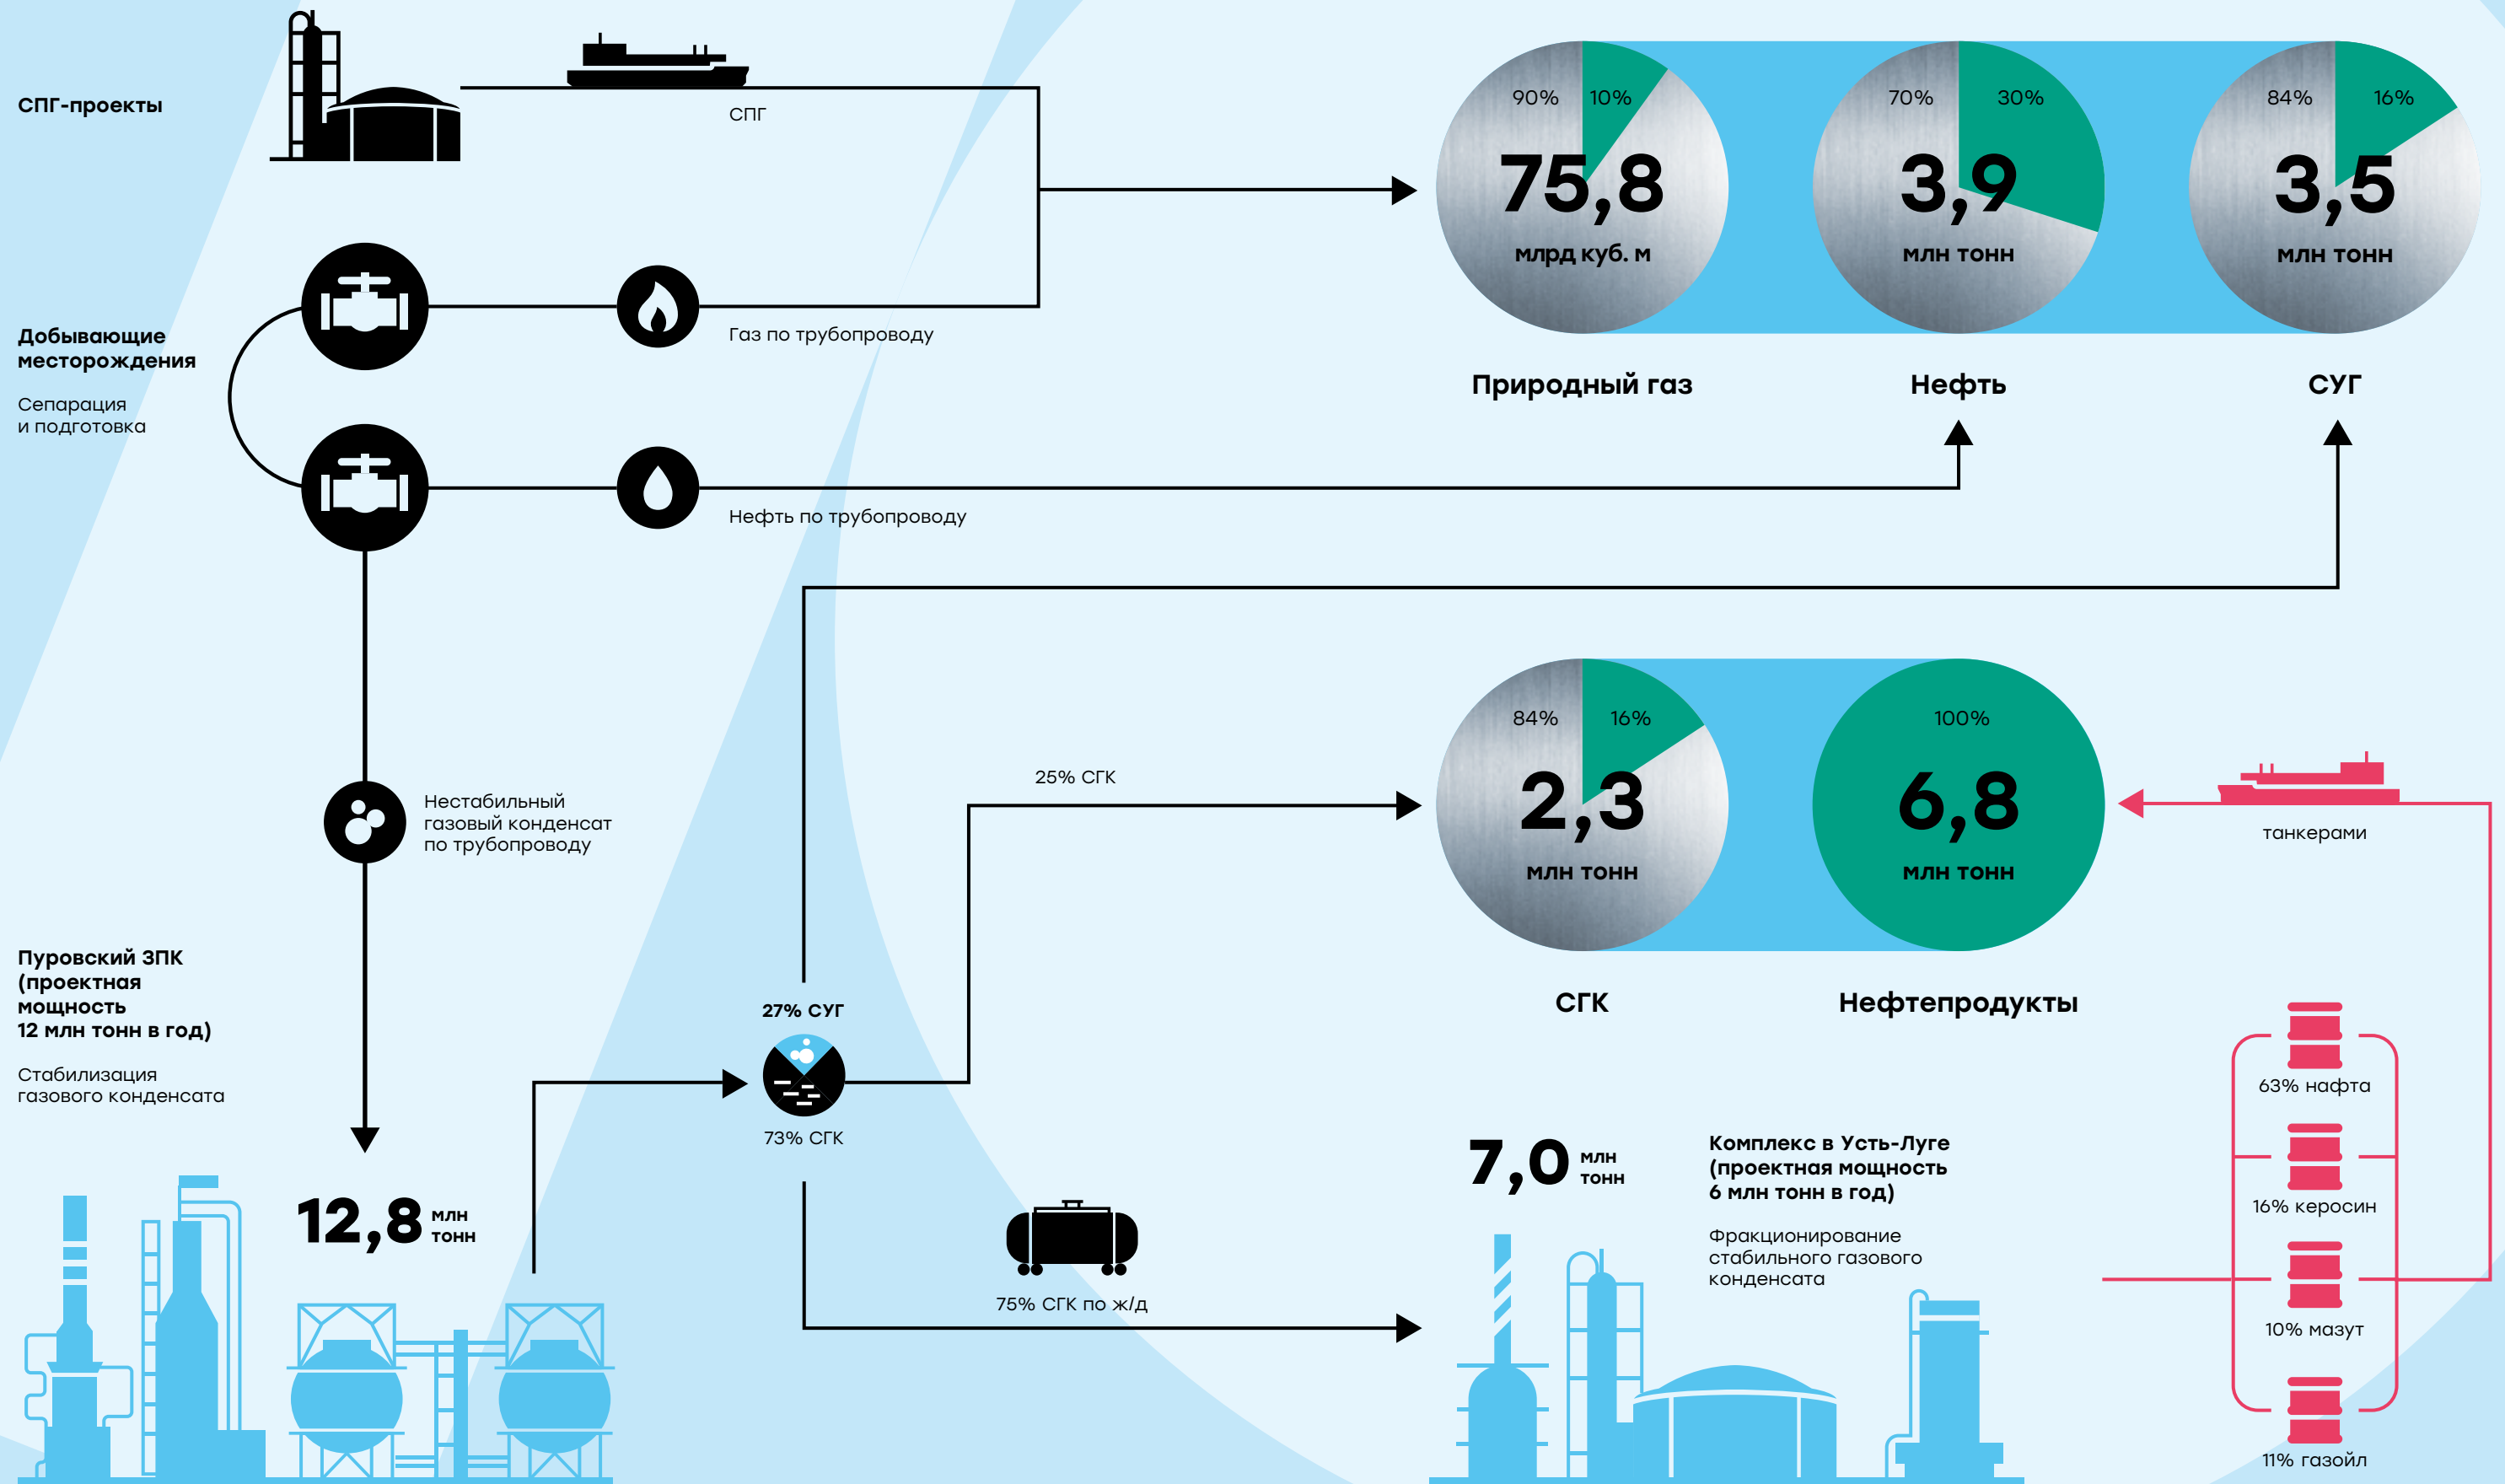 СПГ-проекты
СПГ
90%
10%
75,8
млрд куб. м
Природный газ
70%
30%
3,9
млн тонн
Нефть
84%
16%
3,5
млн тонн
СУГ
Добывающие
месторождения
Сепарация
и подготовка
Газ по трубопроводу
Нефть по трубопроводу
Нестабильный
газовый конденсат
по трубопроводу
25% СГК
84%
16%
2,3
млн тонн
СГК
100%
6,8
млн тонн
Нефтепродукты
танкерами
Пуровский ЗПК
(проектная
мощность
12 млн тонн в год)
Стабилизация
газового конденсата
12,8
млн
тонн
27% СУГ
73% СГК
75% СГК по ж/д
7,0
млн
тонн
Комплекс в Усть-Луге
(проектная мощность
6 млн тонн в год)
Фракционирование
стабильного газового
конденсата
63% нафта
16% керосин
10% мазут
11% газойл